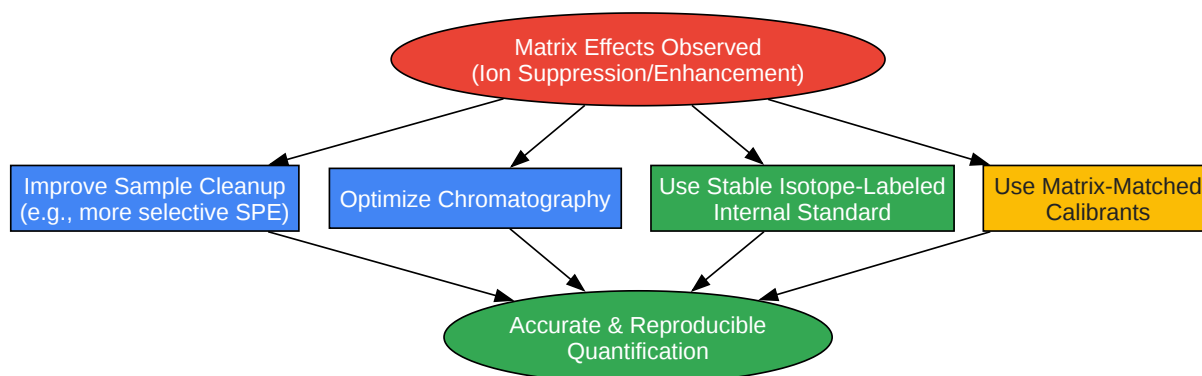 Matrix Effects Observed
(Ion Suppression/Enhancement)
Improve Sample Cleanup
(e.g., more selective SPE)
Optimize Chromatography
Use Stable Isotope-Labeled
Internal Standard
Use Matrix-Matched
Calibrants
Accurate & Reproducible
Quantification